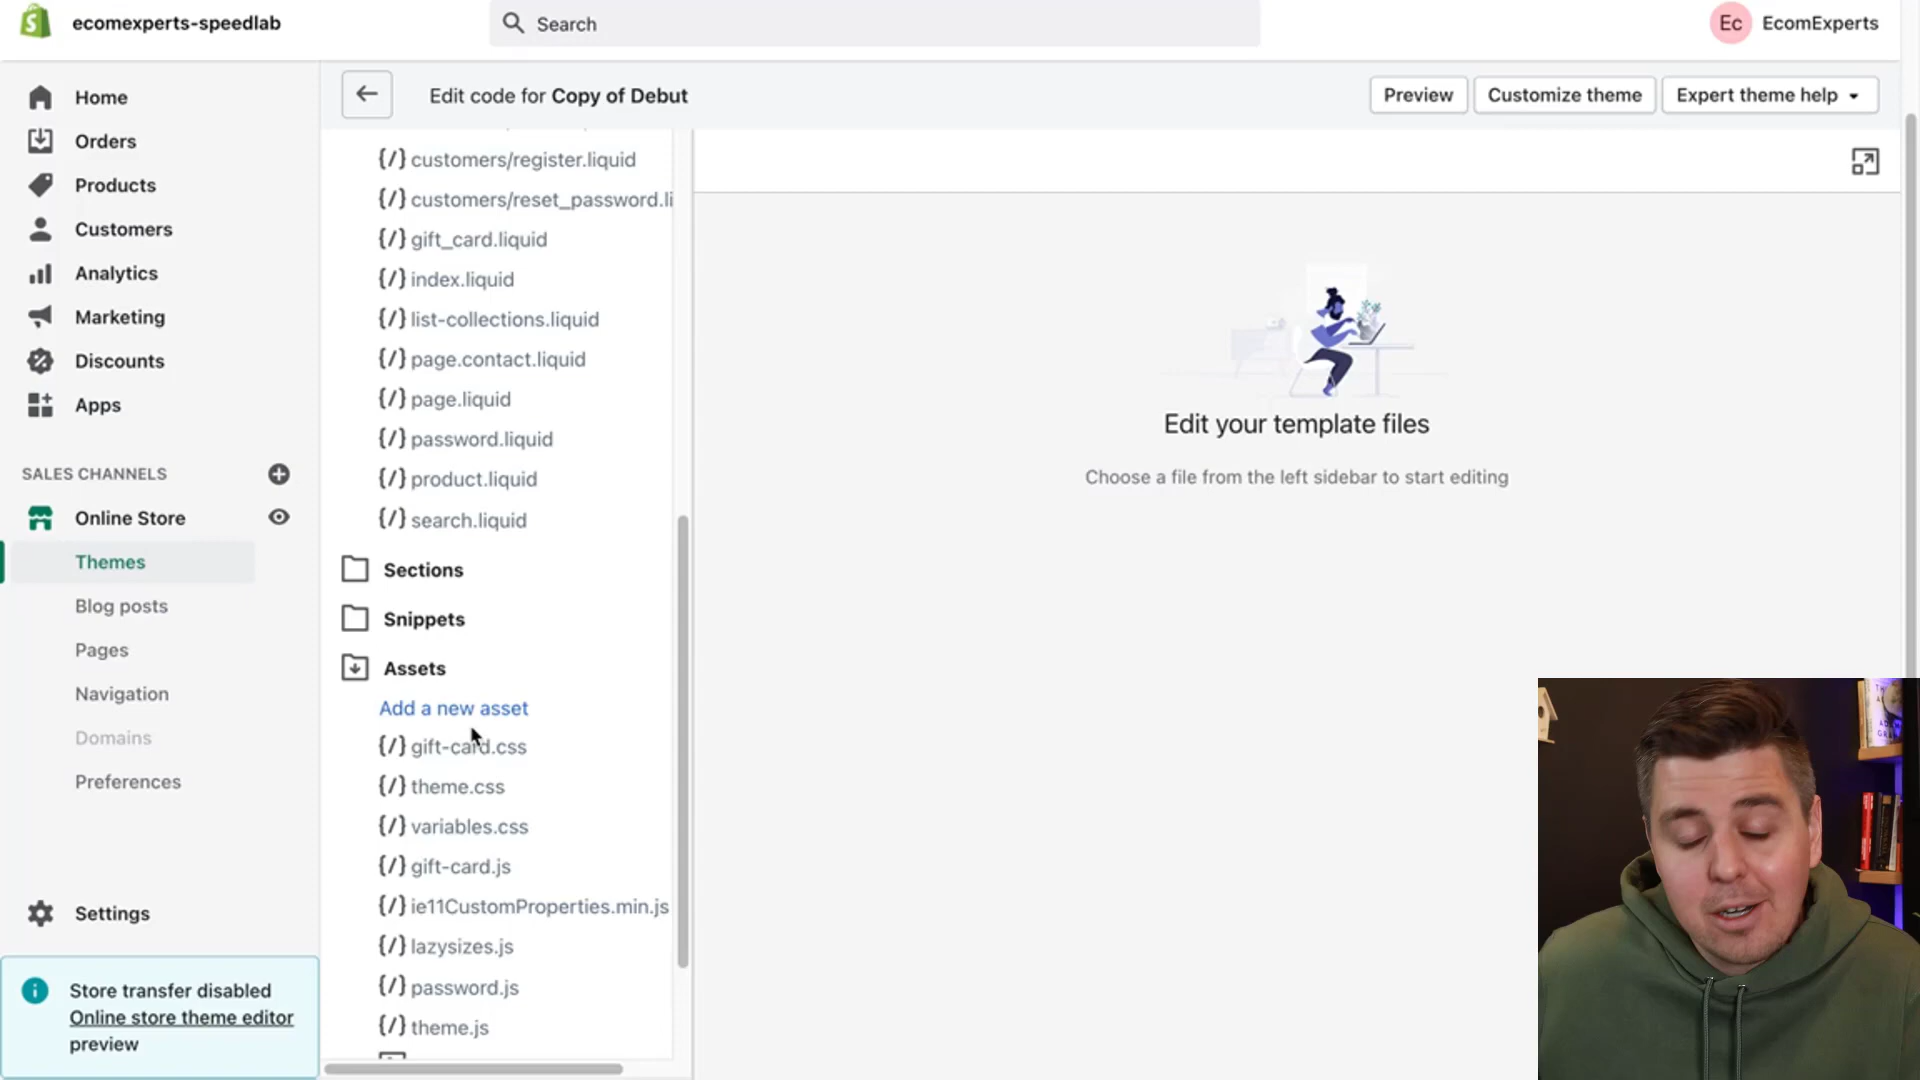 ecomexperts-speedlab
Search
Ec EcomExperts
Home
Orders
Products
Customers
Analytics
Marketing
Discounts
Apps
SALES CHANNELS
Online Store
Themes
Blog posts
Pages
Navigation
Domains
Preferences
Settings
Store transfer disabled
Online store theme editor
preview
Edit code for Copy of Debut
Preview
Customize theme
Expert theme help
{/} customers/register.liquid
{/} customers/reset_password.li
{/} gift_card.liquid
{/} index.liquid
{/} list-collections.liquid
{/} page.contact.liquid
{/} page.liquid
{/} password.liquid
{/} product.liquid
{/} search.liquid
Sections
Snippets
Assets
Add a new asset
{/} gift-card.css
{/} theme.css
{/} variables.css
{/} gift-card.js
{/} ie11CustomProperties.min.js
{/} lazysizes.js
{/} password.js
{/} theme.js
Edit your template files
Choose a file from the left sidebar to start editing